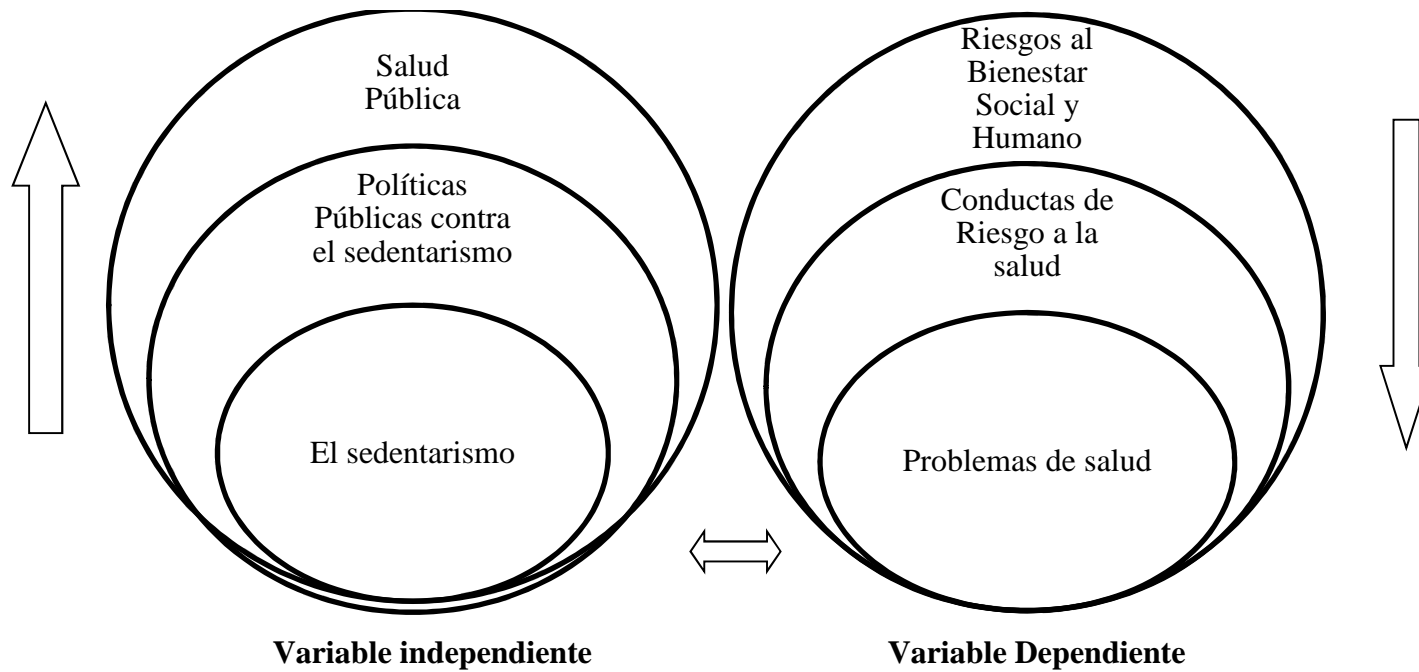 Salud
Pública
Políticas
Públicas contra
el sedentarismo
El sedentarismo
Variable independiente
Riesgos al
Bienestar
Social y
Humano
Conductas de
Riesgo a la
salud
Problemas de salud
Variable Dependiente